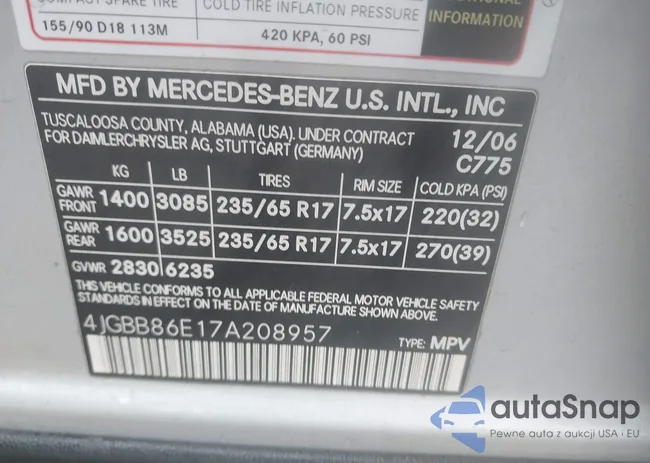 155/90 D18 113M
COLD TIRE INFLATION PRESSURE
420 KPA, 60 PSI
INFORMATION
MFD BY MERCEDES-BENZ U.S. INTL., INC
TUSCALOOSA COUNTY, ALABAMA (USA). UNDER CONTRACT
FOR DAIMLERCHRYSLER AG, STUTTGART (GERMANY)
12/06
C775
KG LB TIRES RIM SIZE COLD KPA (PSI)
GAWR FRONT 1400 3085 235/65 R17 7.5x17 220(32)
GAWR REAR 1600 3525 235/65 R17 7.5x17 270(39)
GVWR 2830 6235
THIS VEHICLE CONFORMS TO ALL APPLICABLE FEDERAL MOTOR VEHICLE SAFETY
STANDARDS IN EFFECT ON THE DATE OF MANUFACTURE SHOWN ABOVE
4JGBB86E17A208957
TYPE: MPV
autoSnap
Pewne auta z aukcji USA i EU